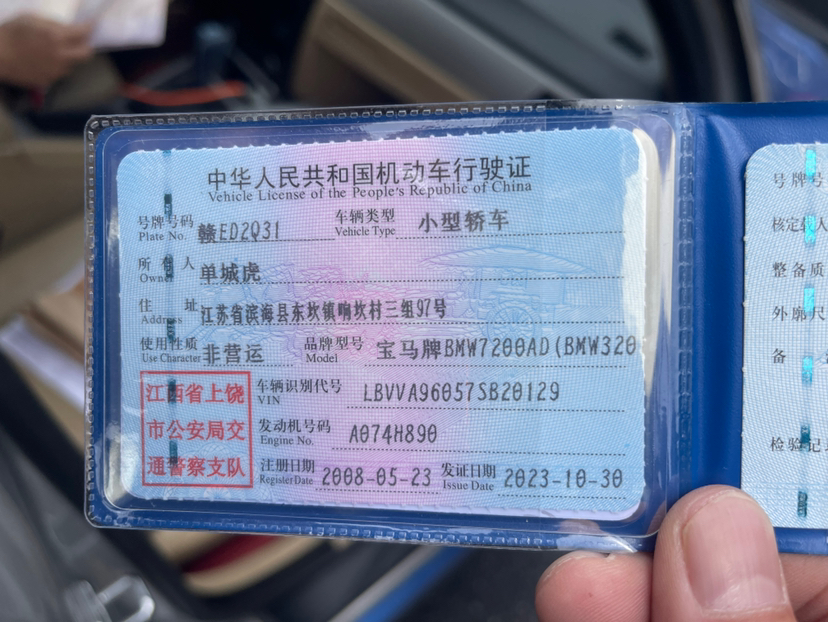 中华人民共和国机动车行驶证
Vehicle License of the People's Republic of China
号牌号码 赣ED2Q31 车辆类型 小型轿车
Plate No. Vehicle Type
所有人 单城虎
Owner
住址 江苏省滨海县东坎镇响坎村三组97号
Address
使用性质 非营运 品牌型号 宝马牌BMW7200AD(BMW320
Use Character Model
江西省上饶
市公安局交
通警察支队
车辆识别代号 LBVVA96057SB20129
VIN
发动机号码 A074H890
Engine No.
注册日期 2008-05-23 发证日期 2023-10-30
Register Date Issue Date
号牌号
核定载人
整备质
外廓尺
备
检验记